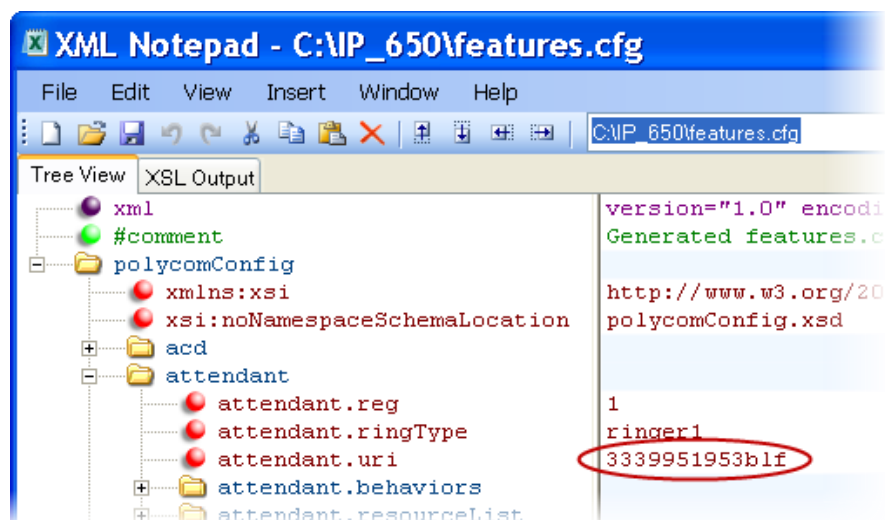 XML Notepad - C:\IP_650\features.cfg
File Edit View Insert Window Help
C:\IP_650\features.cfg
Tree View XSL Output
xml version="1.0" encodi
#comment Generated features.c
polycomConfig
xmlns:xsi http://www.w3.org/20
xsi:noNamespaceSchemaLocation polycomConfig.xsd
acd
attendant
attendant.reg 1
attendant.ringType ringer1
attendant.uri 3339951953blf
attendant.behaviors
attendant.resourceList